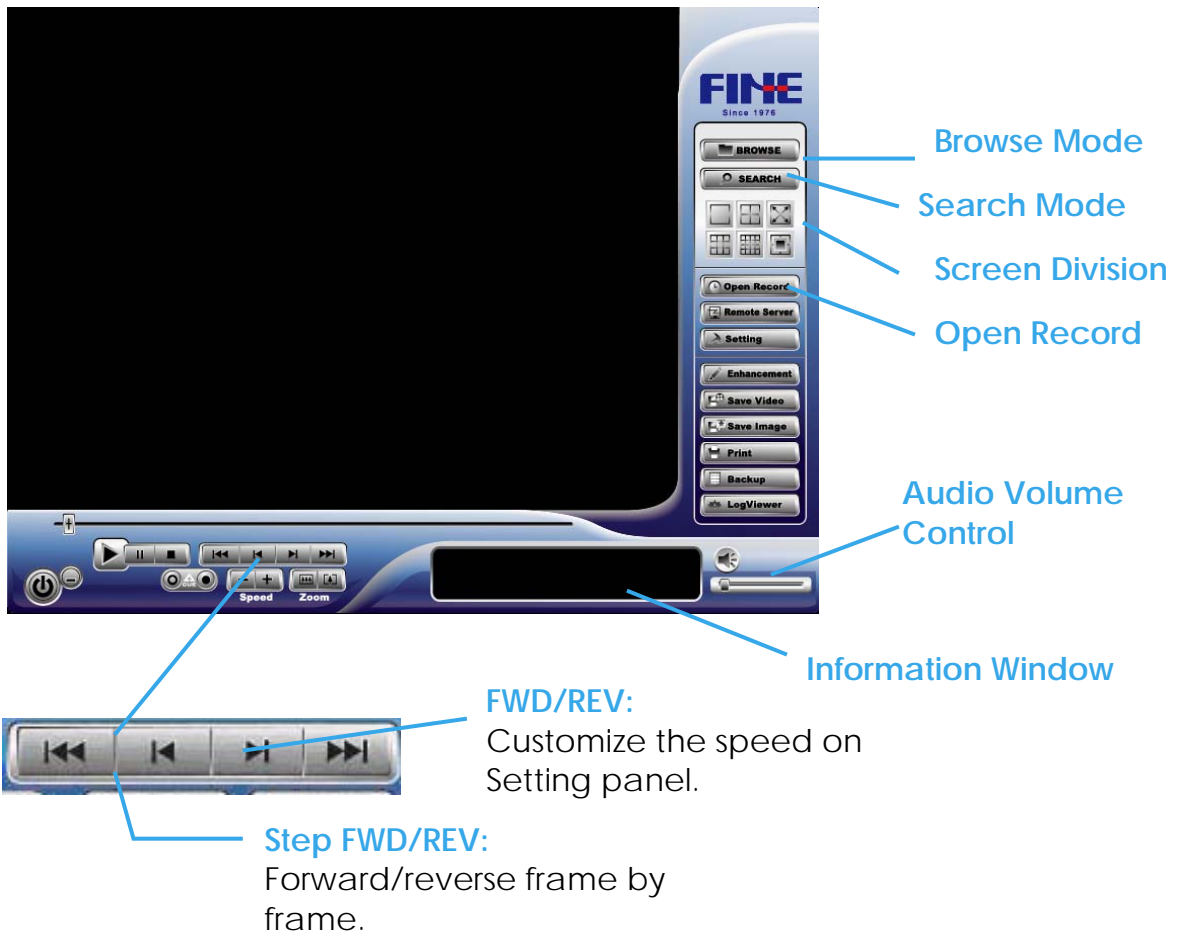 FINE
Since 1976
BROWSE
SEARCH
Open Record
Remote Server
Setting
Enhancement
Save Video
Save Image
Print
Backup
LogViewer
Browse Mode
Search Mode
Screen Division
Open Record
Audio Volume
Control
CUE
Speed
Zoom
Information Window
FWD/REV:
Customize the speed on
Setting panel.
Step FWD/REV:
Forward/reverse frame by
frame.